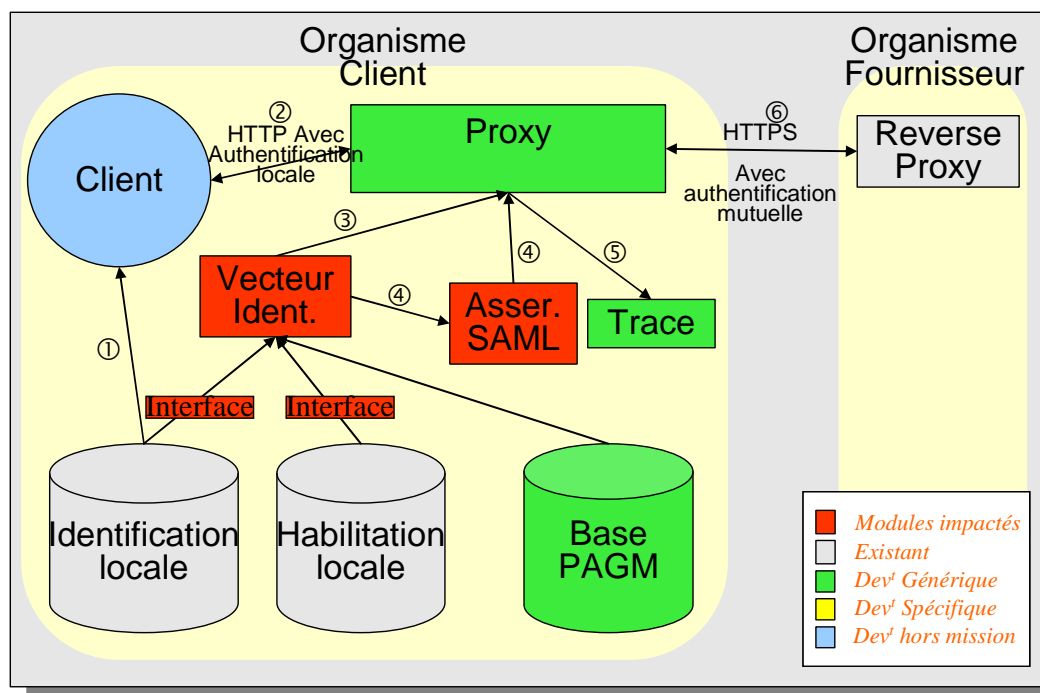 Organisme
Client
Organisme
Fournisseur
②
HTTP Avec
Authentification
locale
Proxy
⑥
HTTPS
Avec
authentification
mutuelle
Reverse
Proxy
Client
③
④
⑤
Vecteur
Ident.
④
Asser.
SAML
Trace
①
Interface
Interface
Identification
locale
Habilitation
locale
Base
PAGM
Modules impactés
Existant
Devᵗ Générique
Devᵗ Spécifique
Devᵗ hors mission